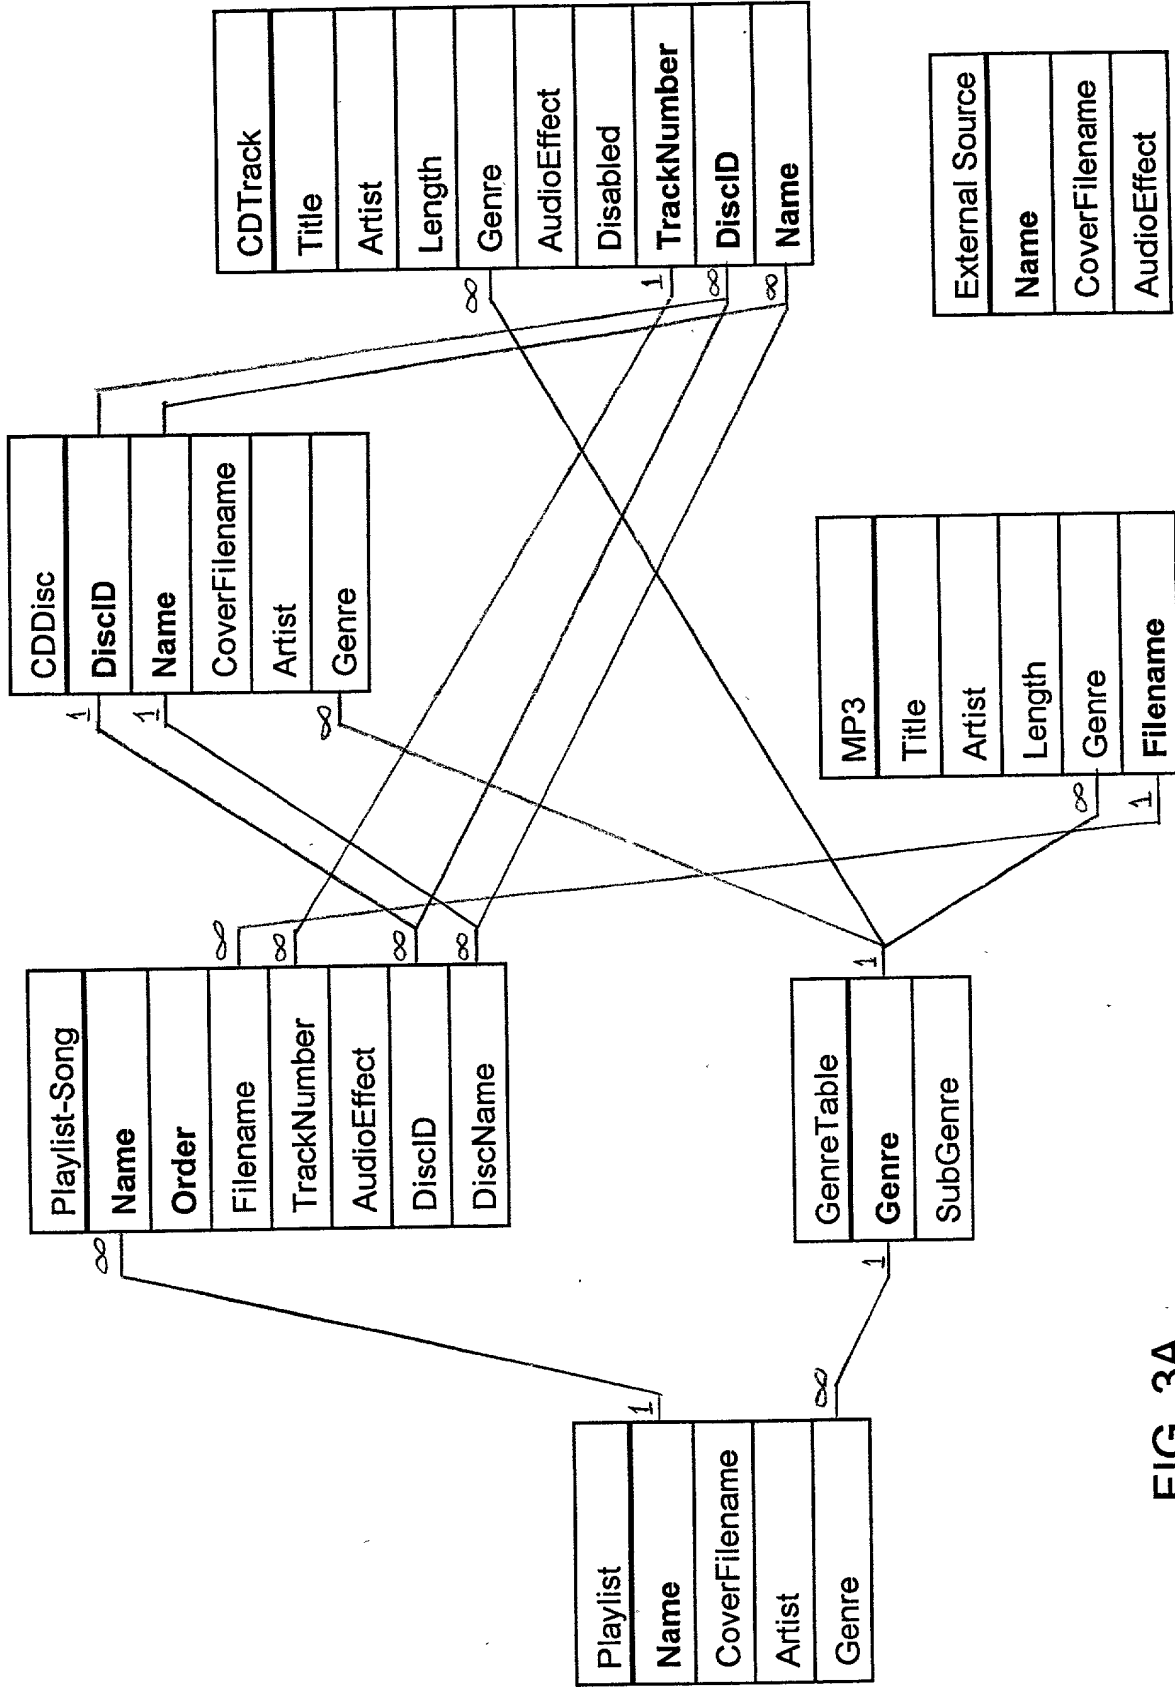 Playlist
Name 1
CoverFilename
Artist
Genre ∞
Playlist-Song
∞ Name
Order
Filename ∞
TrackNumber ∞
AudioEffect
DiscID ∞
DiscName ∞
CDDisc
1 DiscID
1 Name
CoverFilename
Artist
∞ Genre
CDTrack
Title
Artist
Length
∞ Genre
AudioEffect
Disabled
1 TrackNumber
∞ DiscID
∞ Name
GenreTable
1 Genre 1
SubGenre
MP3
Title
Artist
Length
∞ Genre
1 Filename
External Source
Name
CoverFilename
AudioEffect
FIG. 3A